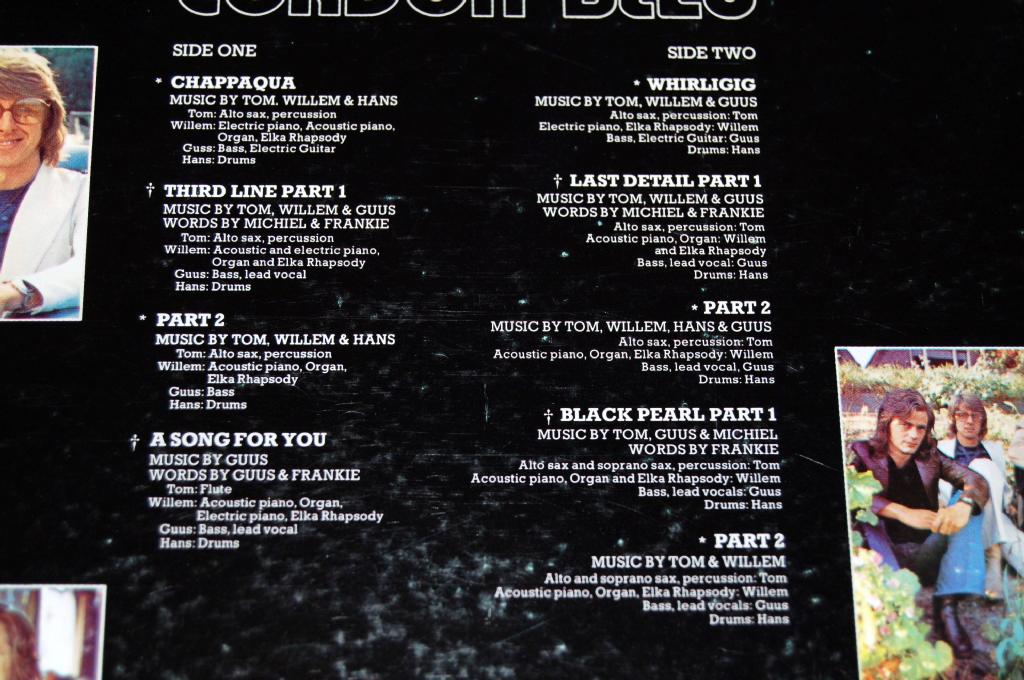 CORDON BLEU
SIDE ONE
* CHAPPAQUA
MUSIC BY TOM. WILLEM & HANS
Tom: Alto sax, percussion
Willem: Electric piano, Acoustic piano,
Organ, Elka Rhapsody
Guss: Bass, Electric Guitar
Hans: Drums
† THIRD LINE PART 1
MUSIC BY TOM, WILLEM & GUUS
WORDS BY MICHIEL & FRANKIE
Tom: Alto sax, percussion
Willem: Acoustic and electric piano,
Organ and Elka Rhapsody
Guus: Bass, lead vocal
Hans: Drums
* PART 2
MUSIC BY TOM, WILLEM & HANS
Tom: Alto sax, percussion
Willem: Acoustic piano, Organ,
Elka Rhapsody
Guus: Bass
Hans: Drums
† A SONG FOR YOU
MUSIC BY GUUS
WORDS BY GUUS & FRANKIE
Tom: Flute
Willem: Acoustic piano, Organ,
Electric piano, Elka Rhapsody
Guus: Bass, lead vocal
Hans: Drums
SIDE TWO
* WHIRLIGIG
MUSIC BY TOM, WILLEM & GUUS
Alto sax, percussion: Tom
Electric piano, Elka Rhapsody: Willem
Bass, Electric Guitar: Guus
Drums: Hans
† LAST DETAIL PART 1
MUSIC BY TOM, WILLEM & GUUS
WORDS BY MICHIEL & FRANKIE
Alto sax, percussion: Tom
Acoustic piano, Organ: Willem
and Elka Rhapsody
Bass, lead vocal: Guus
Drums: Hans
* PART 2
MUSIC BY TOM, WILLEM, HANS & GUUS
Alto sax, percussion: Tom
Acoustic piano, Organ, Elka Rhapsody: Willem
Bass, lead vocal, Guus
Drums: Hans
† BLACK PEARL PART 1
MUSIC BY TOM, GUUS & MICHIEL
WORDS BY FRANKIE
Alto sax and soprano sax, percussion: Tom
Acoustic piano, Organ and Elka Rhapsody: Willem
Bass, lead vocals: Guus
Drums: Hans
* PART 2
MUSIC BY TOM & WILLEM
Alto and soprano sax, percussion: Tom
Acoustic piano, Organ, Elka Rhapsody: Willem
Bass, lead vocals: Guus
Drums: Hans